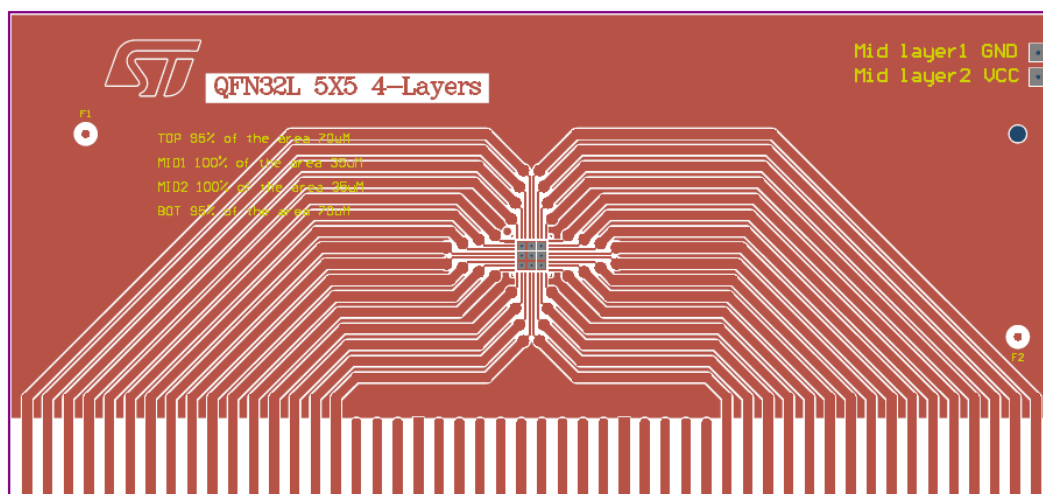 ST
Mid layer1 GND
QFN32L 5X5 4-Layers
Mid layer2 VCC
F1
TOP 95% of the area 70uM
MID1 100% of the area 35uM
MID2 100% of the area 35uM
BOT 95% of the area 70uM
F2